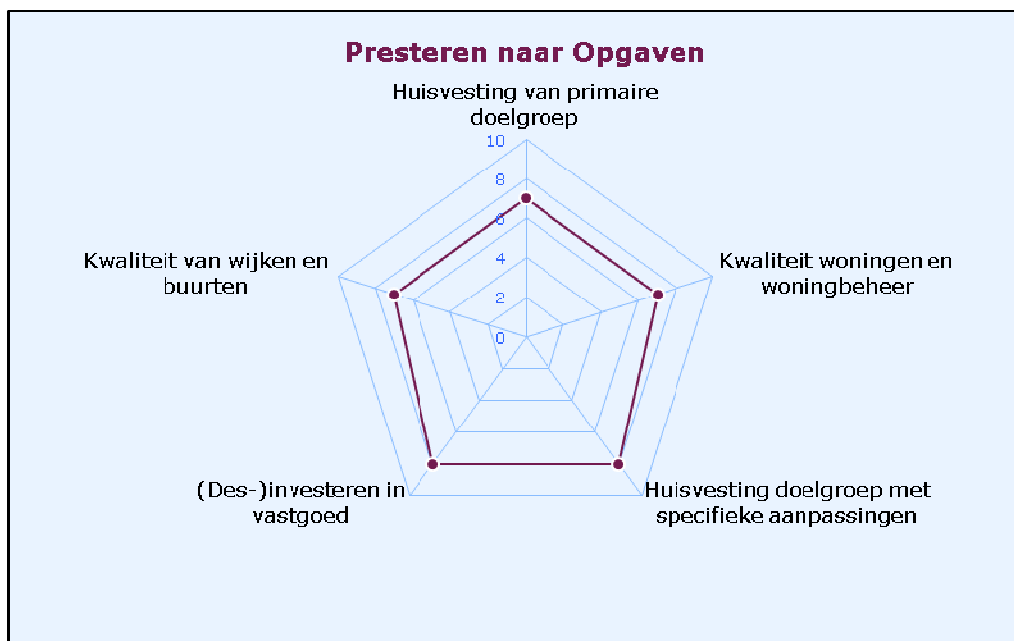 Presteren naar Opgaven
Huisvesting van primaire
doelgroep
10
8
6
4
2
0
Kwaliteit van wijken en
buurten
Kwaliteit woningen en
woningbeheer
(Des-)investeren in
vastgoed
Huisvesting doelgroep met
specifieke aanpassingen